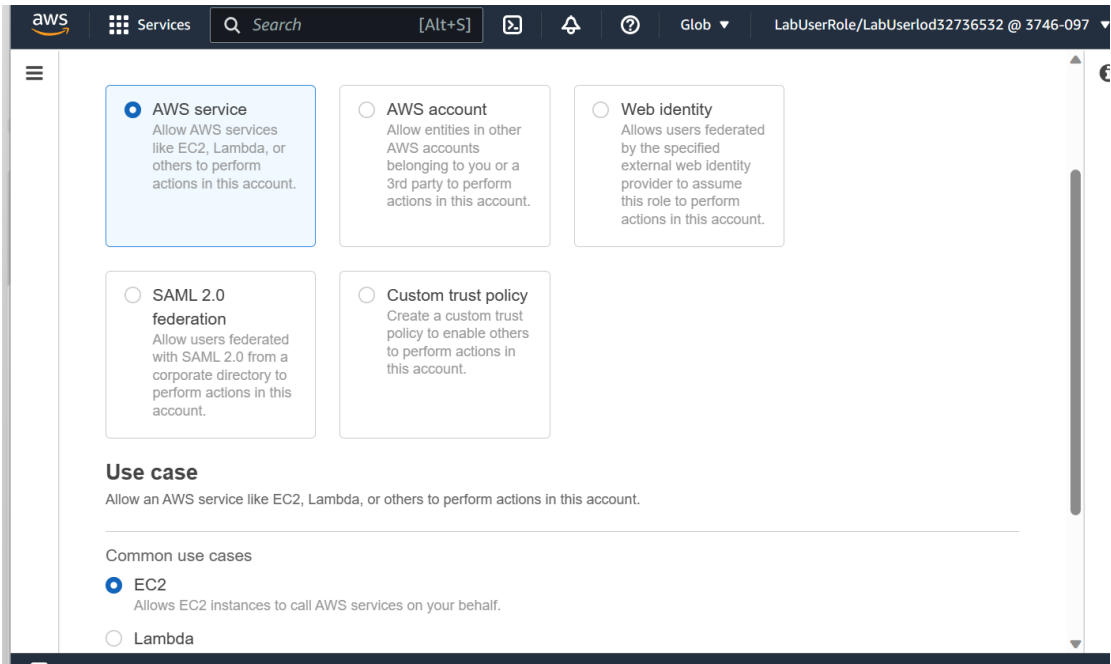 aws
Services
Search [Alt+S]
Glob
LabUserRole/LabUserlod32736532 @ 3746-097
AWS service
Allow AWS services
like EC2, Lambda, or
others to perform
actions in this account.
AWS account
Allow entities in other
AWS accounts
belonging to you or a
3rd party to perform
actions in this account.
Web identity
Allows users federated
by the specified
external web identity
provider to assume
this role to perform
actions in this account.
SAML 2.0
federation
Allow users federated
with SAML 2.0 from a
corporate directory to
perform actions in this
account.
Custom trust policy
Create a custom trust
policy to enable others
to perform actions in
this account.
Use case
Allow an AWS service like EC2, Lambda, or others to perform actions in this account.
Common use cases
EC2
Allows EC2 instances to call AWS services on your behalf.
Lambda